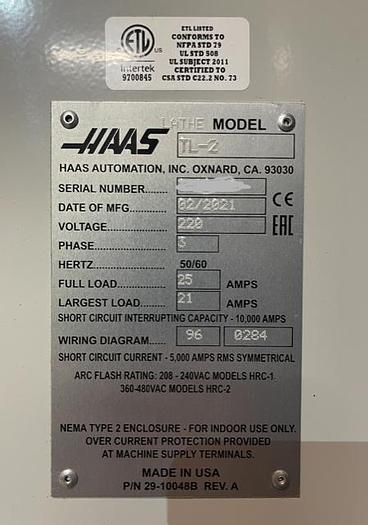 ETL LISTED
CONFORMS TO
NFPA STD 79
UL STD 508
UL SUBJECT 2011
CERTIFIED TO
CSA STD C22.2 NO. 73
ETL
US
Intertek
9700845
HAAS
LATHE MODEL
TL-2
HAAS AUTOMATION, INC. OXNARD, CA. 93030
SERIAL NUMBER......
DATE OF MFG........ 02/2021 CE
VOLTAGE............. 220 EAC
PHASE................. 3
HERTZ................. 50/60
FULL LOAD........... 25 AMPS
LARGEST LOAD..... 21 AMPS
SHORT CIRCUIT INTERRUPTING CAPACITY - 10,000 AMPS
WIRING DIAGRAM... 96 0284
SHORT CIRCUIT CURRENT - 5,000 AMPS RMS SYMMETRICAL
ARC FLASH RATING: 208 - 240VAC MODELS HRC-1
360-480VAC MODELS HRC-2
NEMA TYPE 2 ENCLOSURE - FOR INDOOR USE ONLY.
OVER CURRENT PROTECTION PROVIDED
AT MACHINE SUPPLY TERMINALS.
MADE IN USA
P/N 29-10048B REV. A